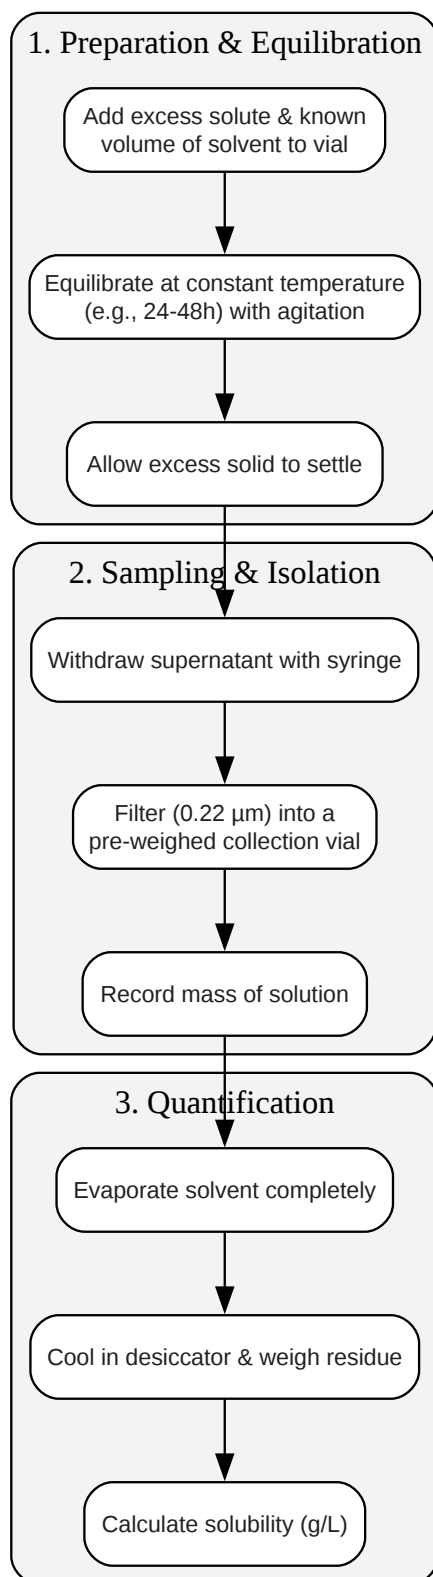 1. Preparation & Equilibration
Add excess solute & known
volume of solvent to vial
Equilibrate at constant temperature
(e.g., 24-48h) with agitation
Allow excess solid to settle
2. Sampling & Isolation
Withdraw supernatant with syringe
Filter (0.22 µm) into a
pre-weighed collection vial
Record mass of solution
3. Quantification
Evaporate solvent completely
Cool in desiccator & weigh residue
Calculate solubility (g/L)